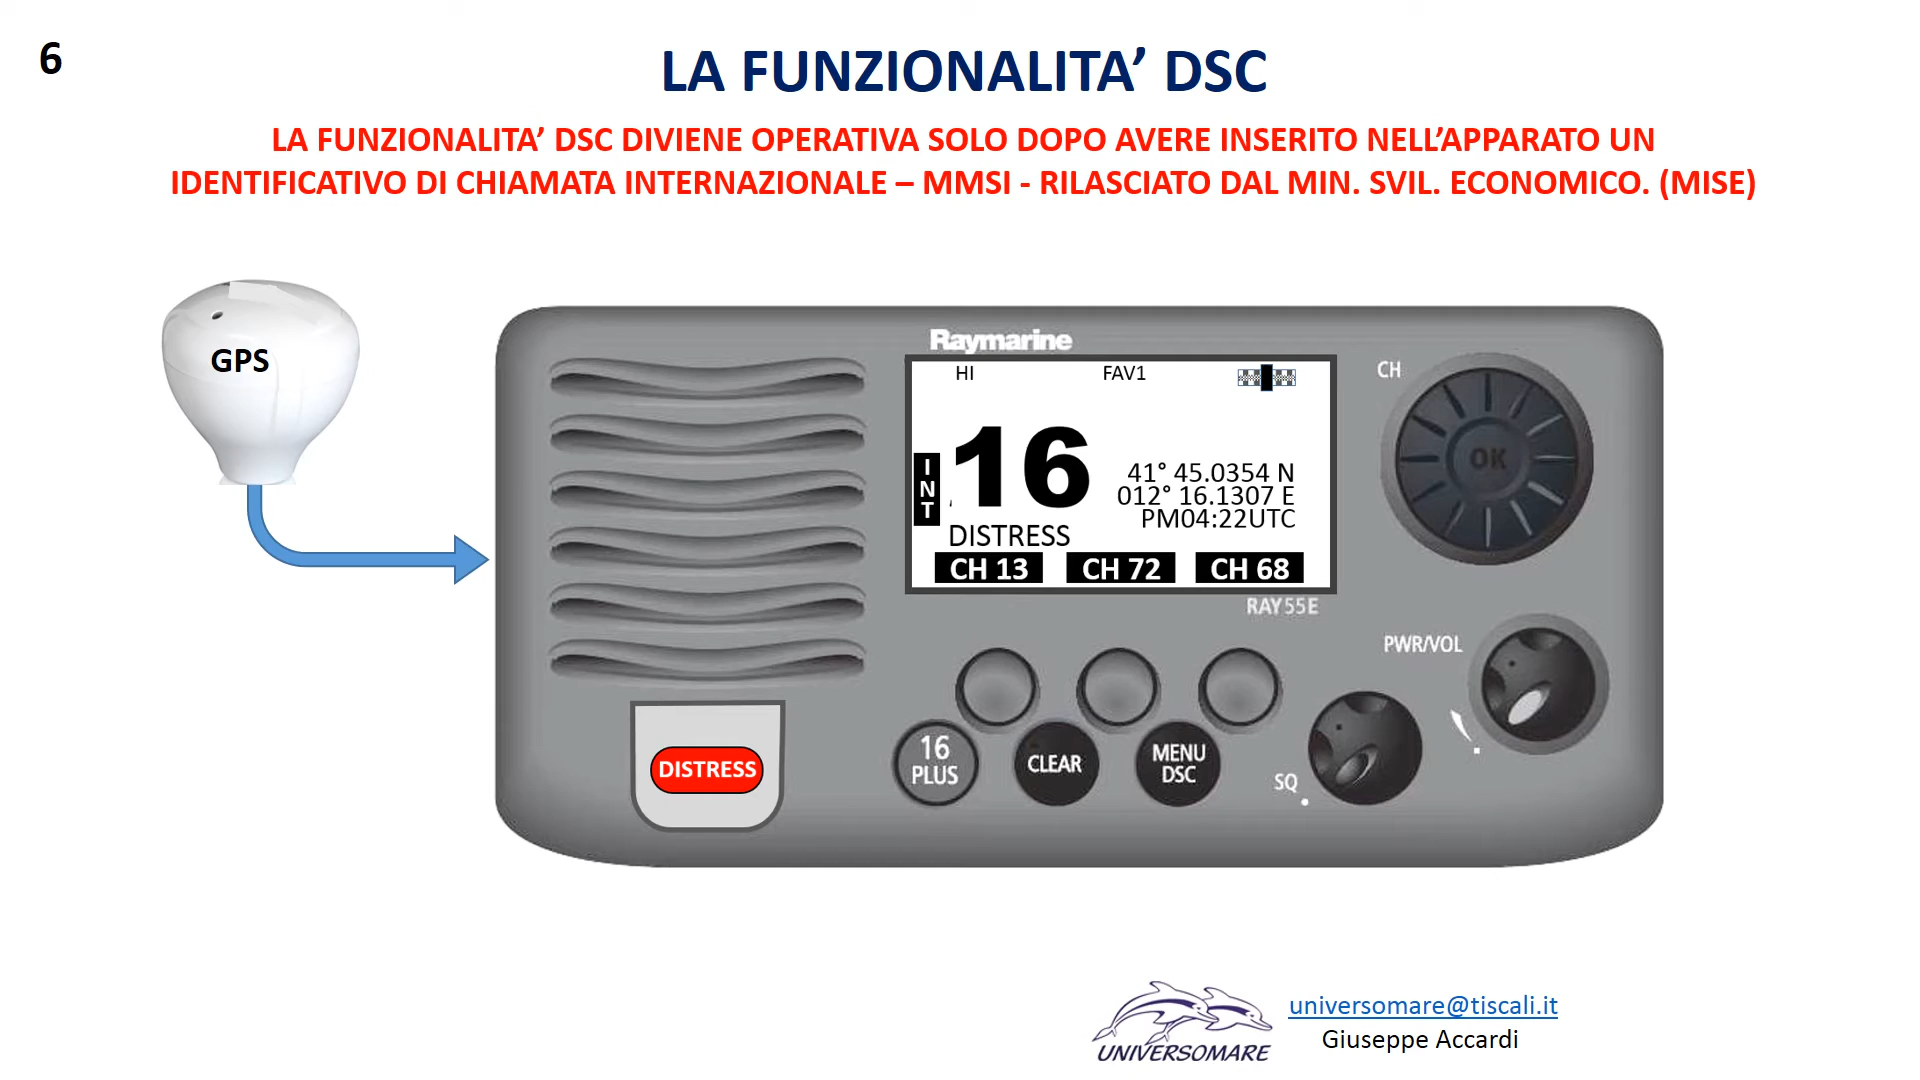 6
LA FUNZIONALITA’ DSC
LA FUNZIONALITA’ DSC DIVIENE OPERATIVA SOLO DOPO AVERE INSERITO NELL’APPARATO UN
IDENTIFICATIVO DI CHIAMATA INTERNAZIONALE – MMSI - RILASCIATO DAL MIN. SVIL. ECONOMICO. (MISE)
GPS
Raymarine
HI FAV1
CH
INT
16
OK
41° 45.0354 N
012° 16.1307 E
PM04:22UTC
DISTRESS
CH 13 CH 72 CH 68
RAY55E
PWR/VOL
DISTRESS
16 PLUS
CLEAR
MENU DSC
SQ
UNIVERSOMARE
universomare@tiscali.it
Giuseppe Accardi